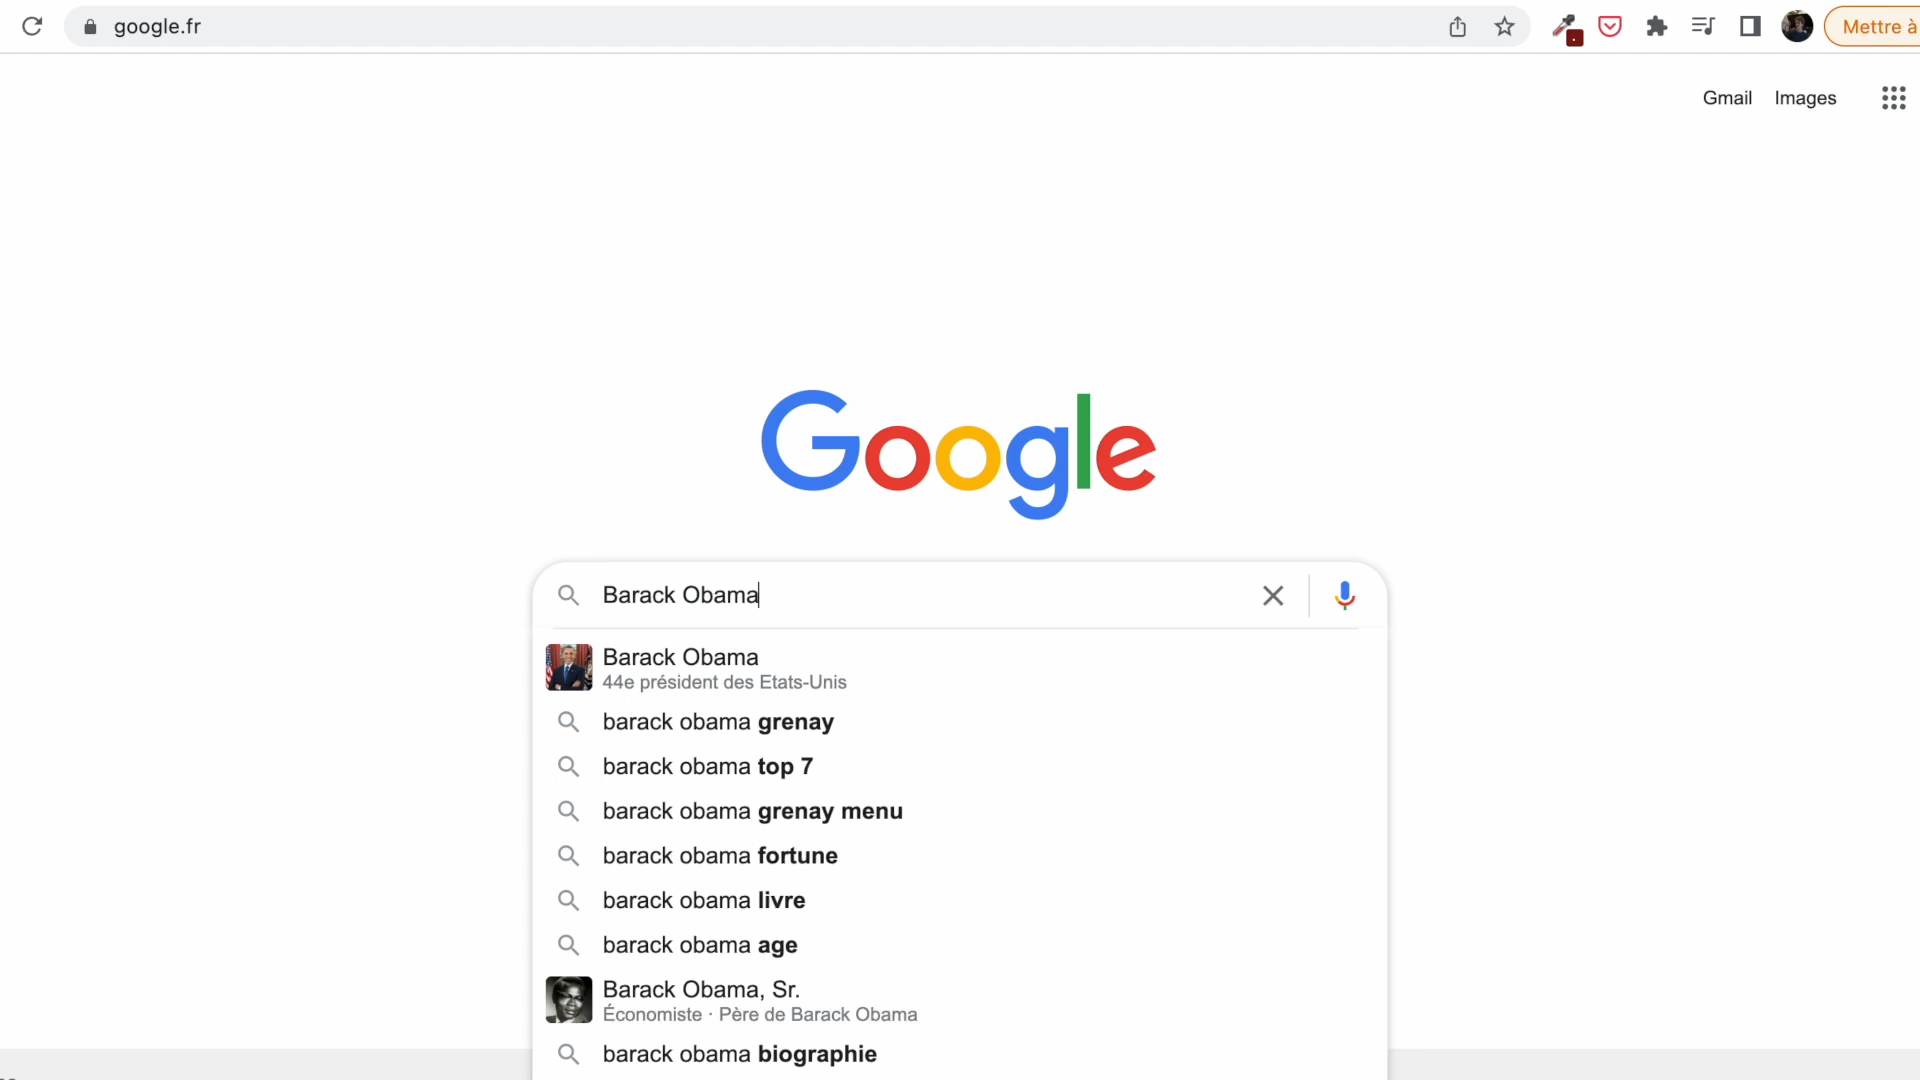 google.fr
Mettre à
Gmail Images
Google
Barack Obama
Barack Obama
44e président des Etats-Unis
barack obama grenay
barack obama top 7
barack obama grenay menu
barack obama fortune
barack obama livre
barack obama age
Barack Obama, Sr.
Économiste · Père de Barack Obama
barack obama biographie